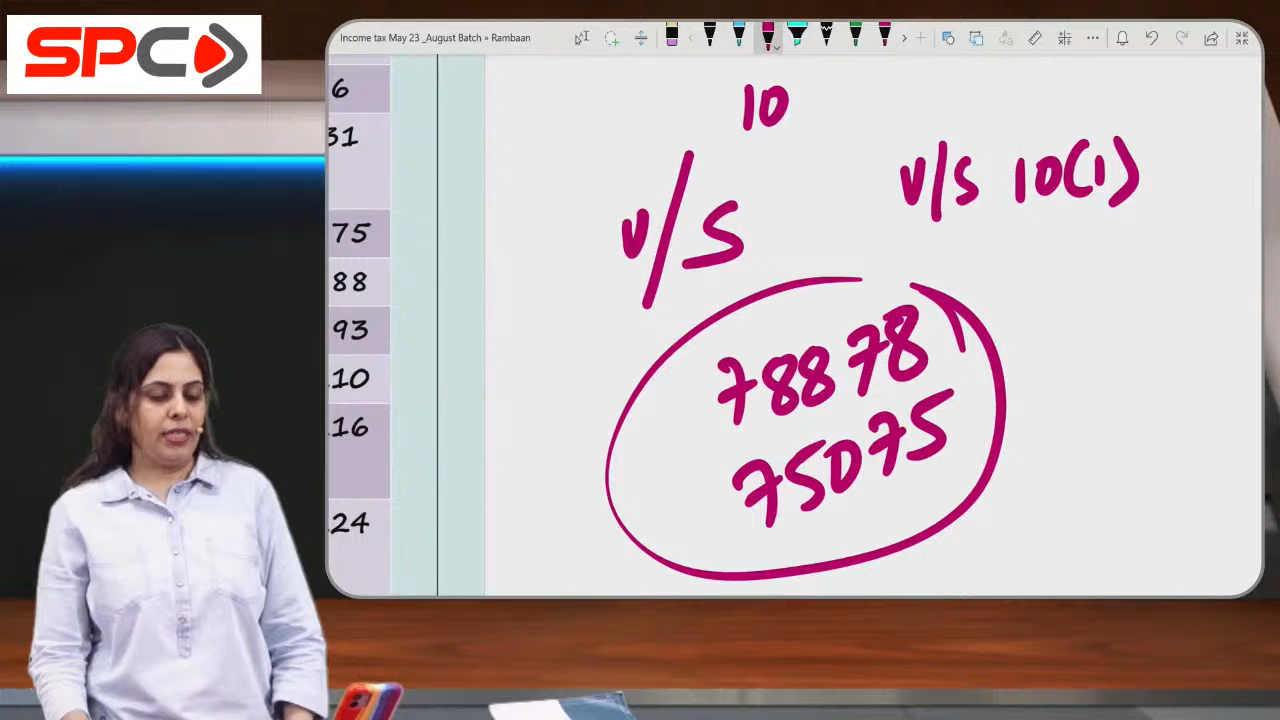 SPC
Income tax May 23 _August Batch » Rambaan
6
31
75
88
93
10
16
24
10
v/s
v/s 10(1)
78878
75075